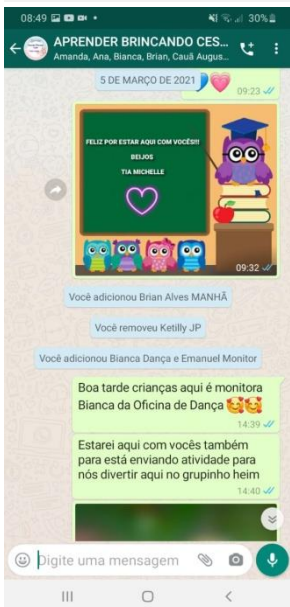 08:49 30%
APRENDER BRINCANDO CES...
Amanda, Ana, Bianca, Brian, Cauã Augus...
5 DE MARÇO DE 2021
09:23
FELIZ POR ESTAR AQUI COM VOCÊS!!!
BEIJOS
TIA MICHELLE
09:32
Você adicionou Brian Alves MANHÃ
Você removeu Ketilly JP
Você adicionou Bianca Dança e Emanuel Monitor
Boa tarde crianças aqui é monitora
Bianca da Oficina de Dança
14:39
Estarei aqui com vocês também
para está enviando atividade para
nós divertir aqui no grupinho heim
14:40
Digite uma mensagem